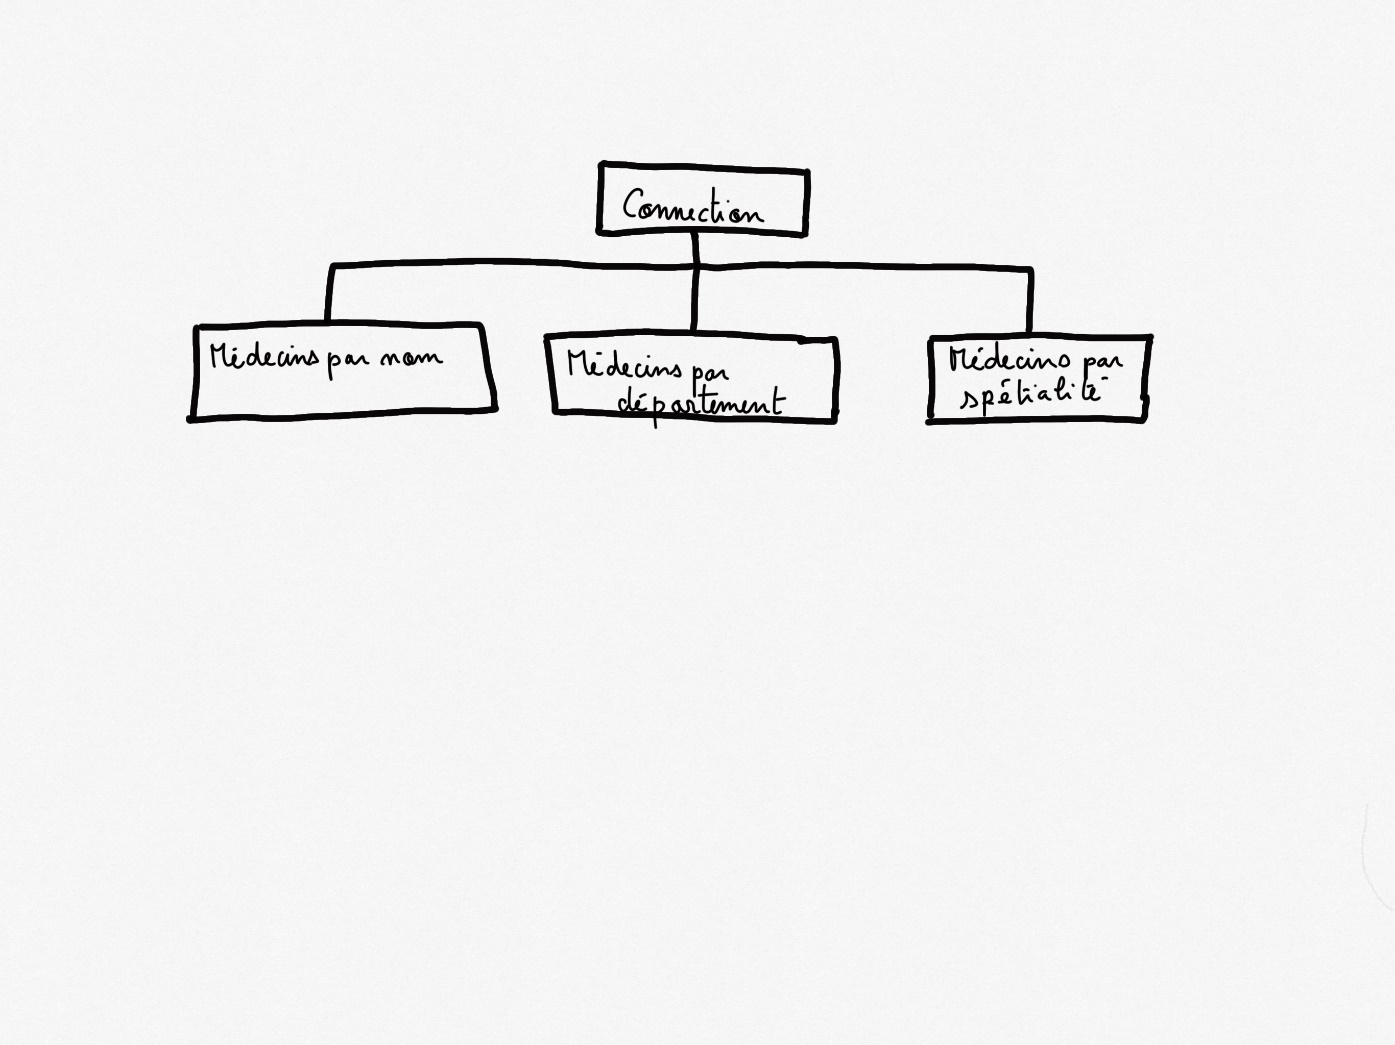 Connection
Médecins par nom
Médecins par
département
Médecins par
spétialité